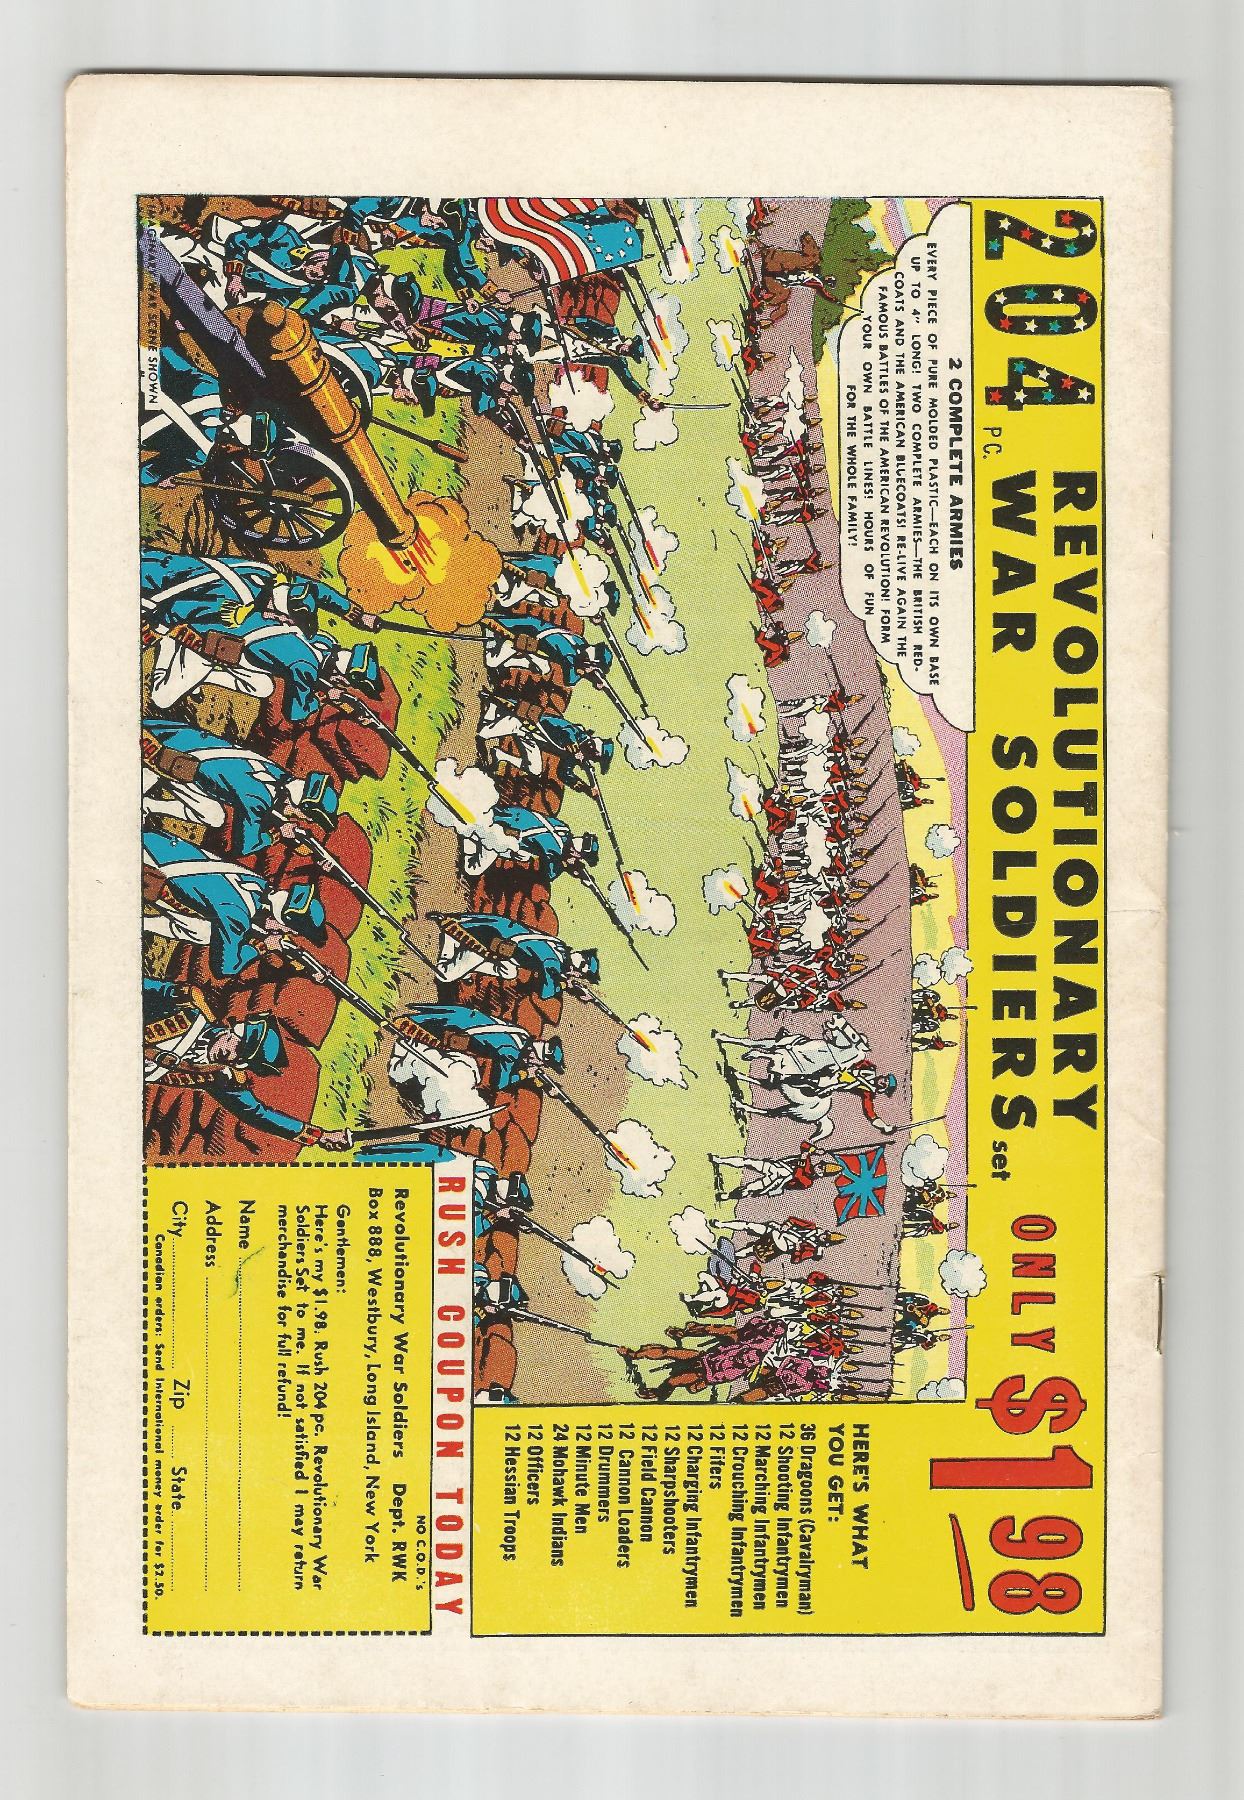 204 REVOLUTIONARY
P.C. WAR SOLDIERS set
ONLY $1.98
2 COMPLETE ARMIES
EVERY PIECE OF PURE MOLDED PLASTIC—EACH ON ITS OWN BASE
UP TO 4" LONG! TWO COMPLETE ARMIES—THE BRITISH RED-
COATS AND THE AMERICAN BLUECOATS! RE-LIVE AGAIN THE
FAMOUS BATTLES OF THE AMERICAN REVOLUTION! FORM
YOUR OWN BATTLE LINES! HOURS OF FUN
FOR THE WHOLE FAMILY!
HERE'S WHAT
YOU GET:
36 Dragoons (Cavalryman)
12 Shooting Infantrymen
12 Marching Infantrymen
12 Crouching Infantrymen
12 Fifers
12 Charging Infantrymen
12 Sharpshooters
12 Field Cannon
12 Cannon Loaders
12 Drummers
12 Minute Men
24 Mohawk Indians
12 Officers
12 Hessian Troops
SCENE SHOWN
RUSH COUPON TODAY
NO C.O.D.'s
Revolutionary War Soldiers Dept. RWK
Box 888, Westbury, Long Island, New York
Gentlemen:
Here's my $1.98. Rush 204 pc. Revolutionary War
Soldiers Set to me. If not satisfied I may return
merchandise for full refund!
Name
Address
City Zip State
Canadian orders: Send International money order for $2.50.